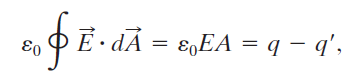 ε₀ ∮ E⃗ · dA⃗ = ε₀EA = q − q′,